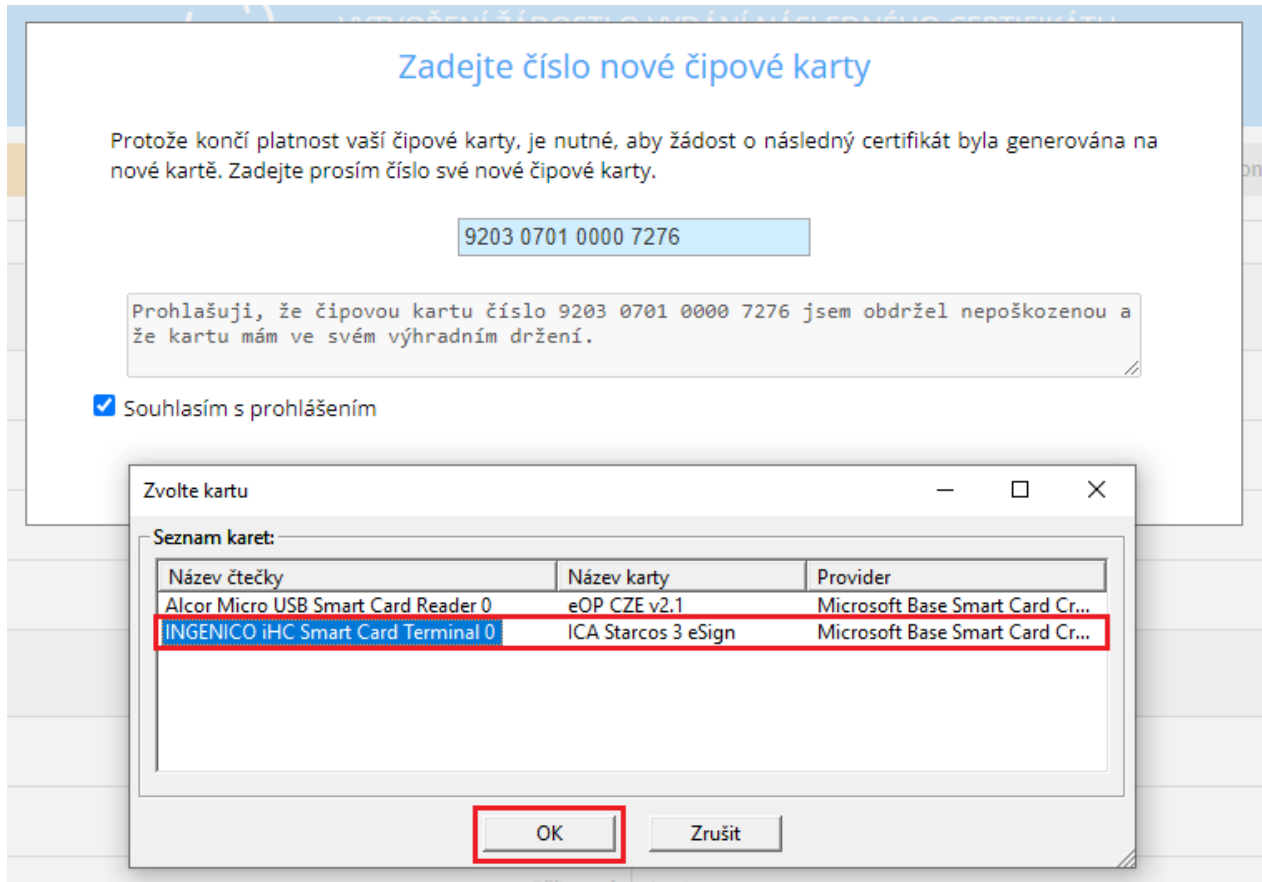 VYTVOŘENÍ ŽÁDOSTI O VYDÁNÍ NÁSLEDNÉHO CERTIFIKÁTU
Zadejte číslo nové čipové karty
Protože končí platnost vaší čipové karty, je nutné, aby žádost o následný certifikát byla generována na
nové kartě. Zadejte prosím číslo své nové čipové karty.
9203 0701 0000 7276
Prohlašuji, že čipovou kartu číslo 9203 0701 0000 7276 jsem obdržel nepoškozenou a
že kartu mám ve svém výhradním držení.
Souhlasím s prohlášením
Zvolte kartu
Seznam karet:
Název čtečky Název karty Provider
Alcor Micro USB Smart Card Reader 0 eOP CZE v2.1 Microsoft Base Smart Card Cr...
INGENICO iHC Smart Card Terminal 0 ICA Starcos 3 eSign Microsoft Base Smart Card Cr...
OK Zrušit